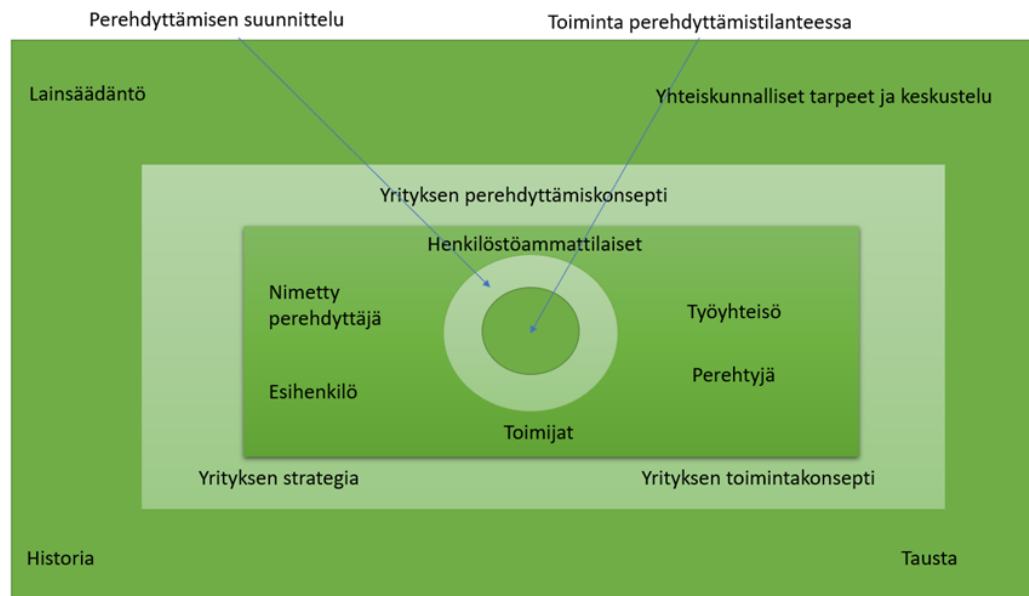 Perehdyttämisen suunnittelu
Toiminta perehdyttämistilanteessa
Lainsäädäntö
Yhteiskunnalliset tarpeet ja keskustelu
Yrityksen perehdyttämiskonsepti
Henkilöstöammattilaiset
Nimetty
perehdyttäjä
Työyhteisö
Perehtyjä
Esihenkilö
Toimijat
Yrityksen strategia
Yrityksen toimintakonsepti
Historia
Tausta